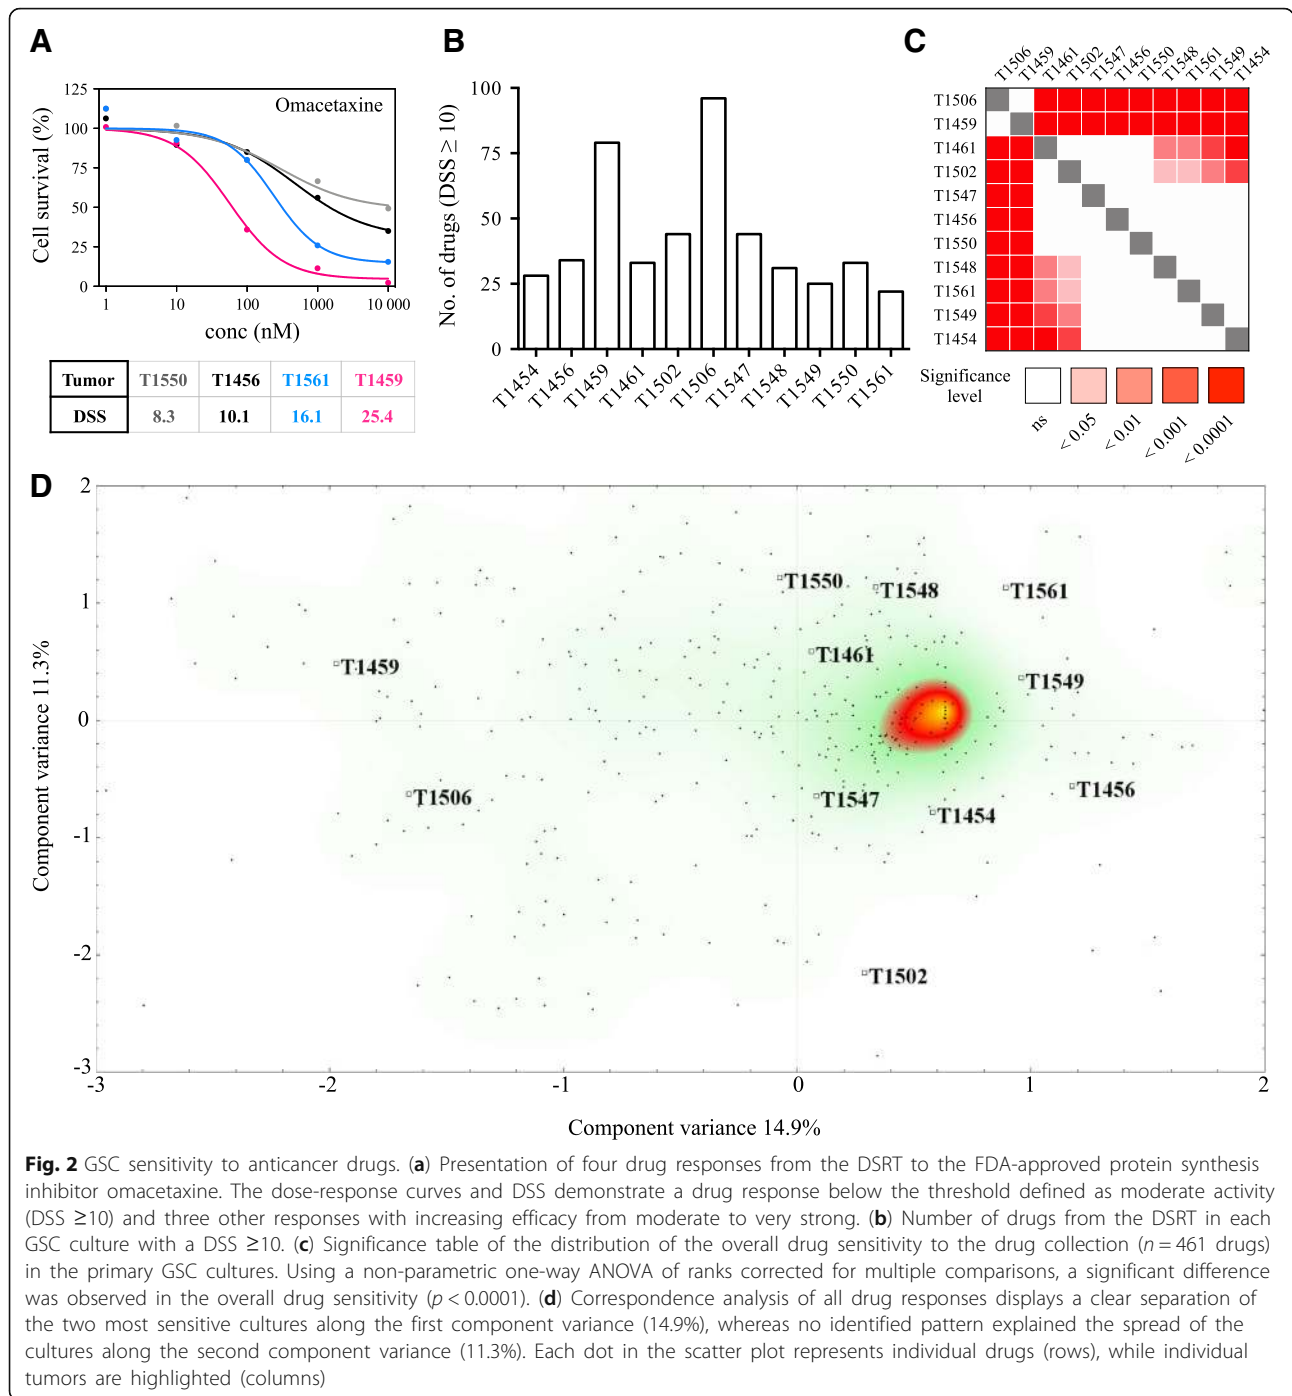 A
Omacetaxine
Cell survival (%)
125
100
75
50
25
0
1
10
100
1000
10 000
conc (nM)
Tumor T1550 T1456 T1561 T1459
DSS 8.3 10.1 16.1 25.4
B
No. of drugs (DSS ≥ 10)
100
75
50
25
0
T1454
T1456
T1459
T1461
T1502
T1506
T1547
T1548
T1549
T1550
T1561
C
T1506
T1459
T1461
T1502
T1547
T1456
T1550
T1548
T1561
T1549
T1454
T1506
T1459
T1461
T1502
T1547
T1456
T1550
T1548
T1561
T1549
T1454
Significance
level
ns
< 0.05
< 0.01
< 0.001
< 0.0001
D
Component variance 11.3%
2
1
0
-1
-2
-3
T1550
T1548
T1561
T1461
T1459
T1549
T1506
T1547
T1456
T1454
T1502
-3
-2
-1
0
1
2
Component variance 14.9%
Fig. 2 GSC sensitivity to anticancer drugs. (a) Presentation of four drug responses from the DSRT to the FDA-approved protein synthesis
inhibitor omacetaxine. The dose-response curves and DSS demonstrate a drug response below the threshold defined as moderate activity
(DSS ≥10) and three other responses with increasing efficacy from moderate to very strong. (b) Number of drugs from the DSRT in each
GSC culture with a DSS ≥10. (c) Significance table of the distribution of the overall drug sensitivity to the drug collection (n = 461 drugs)
in the primary GSC cultures. Using a non-parametric one-way ANOVA of ranks corrected for multiple comparisons, a significant difference
was observed in the overall drug sensitivity (p < 0.0001). (d) Correspondence analysis of all drug responses displays a clear separation of
the two most sensitive cultures along the first component variance (14.9%), whereas no identified pattern explained the spread of the
cultures along the second component variance (11.3%). Each dot in the scatter plot represents individual drugs (rows), while individual
tumors are highlighted (columns)